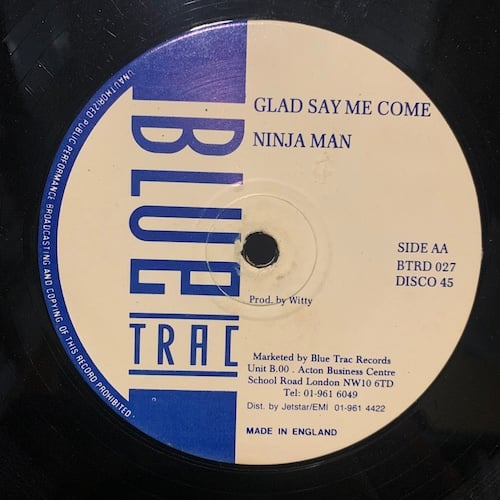 GLAD SAY ME COME
NINJA MAN
BLUE
TRAC
SIDE AA
BTRD 027
DISCO 45
Prod. by Witty
Marketed by Blue Trac Records
Unit B.00 . Acton Business Centre
School Road London NW10 6TD
Tel: 01-961 6049
Dist. by Jetstar/EMI 01-961 4422
MADE IN ENGLAND
UNAUTHORIZED PUBLIC PERFORMANCE BROADCASTING AND COPYING OF THIS RECORD PROHIBITED